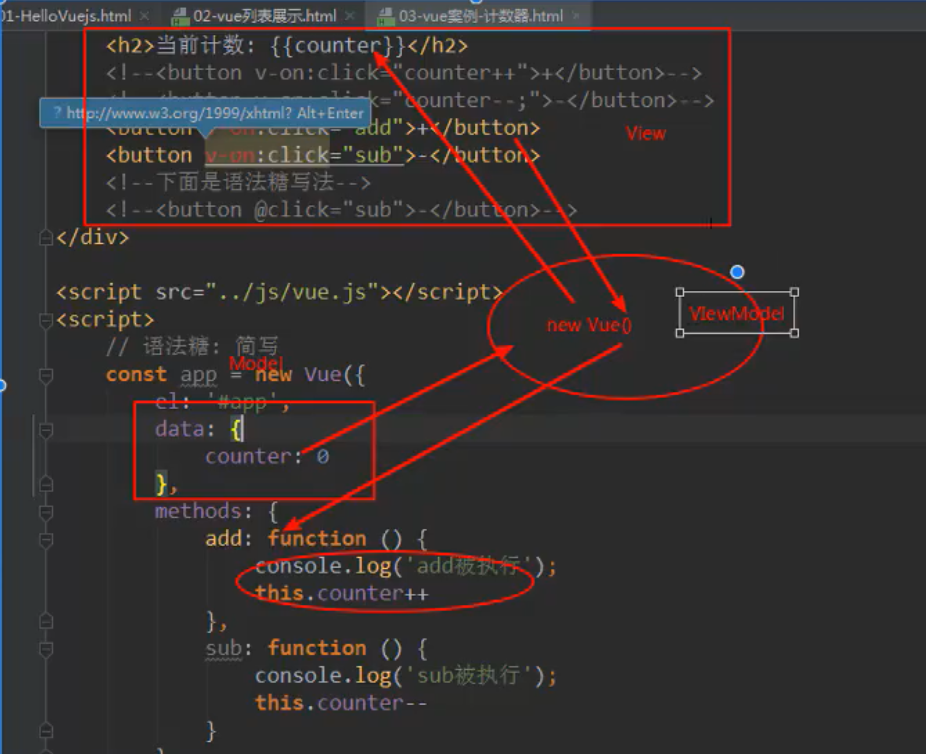 01-HelloVuejs.html × 02-vue列表展示.html × 03-vue案例-计数器.html ×
<h2>当前计数: {{counter}}</h2>
<!--<button v-on:click="counter++">+</button>-->
click="counter--;">-</button>-->
? http://www.w3.org/1999/xhtml? Alt+Enter
<button v-on:click="add">+</button>
View
<button v-on:click="sub">-</button>
<!--下面是语法糖写法-->
<!--<button @click="sub">-</button>-->
</div>
<script src="../js/vue.js"></script>
new Vue()
VIewModel
<script>
// 语法糖: 简写
Model
const app = new Vue({
el: '#app',
data: {
counter: 0
},
methods: {
add: function () {
console.log('add被执行');
this.counter++
},
sub: function () {
console.log('sub被执行');
this.counter--
}